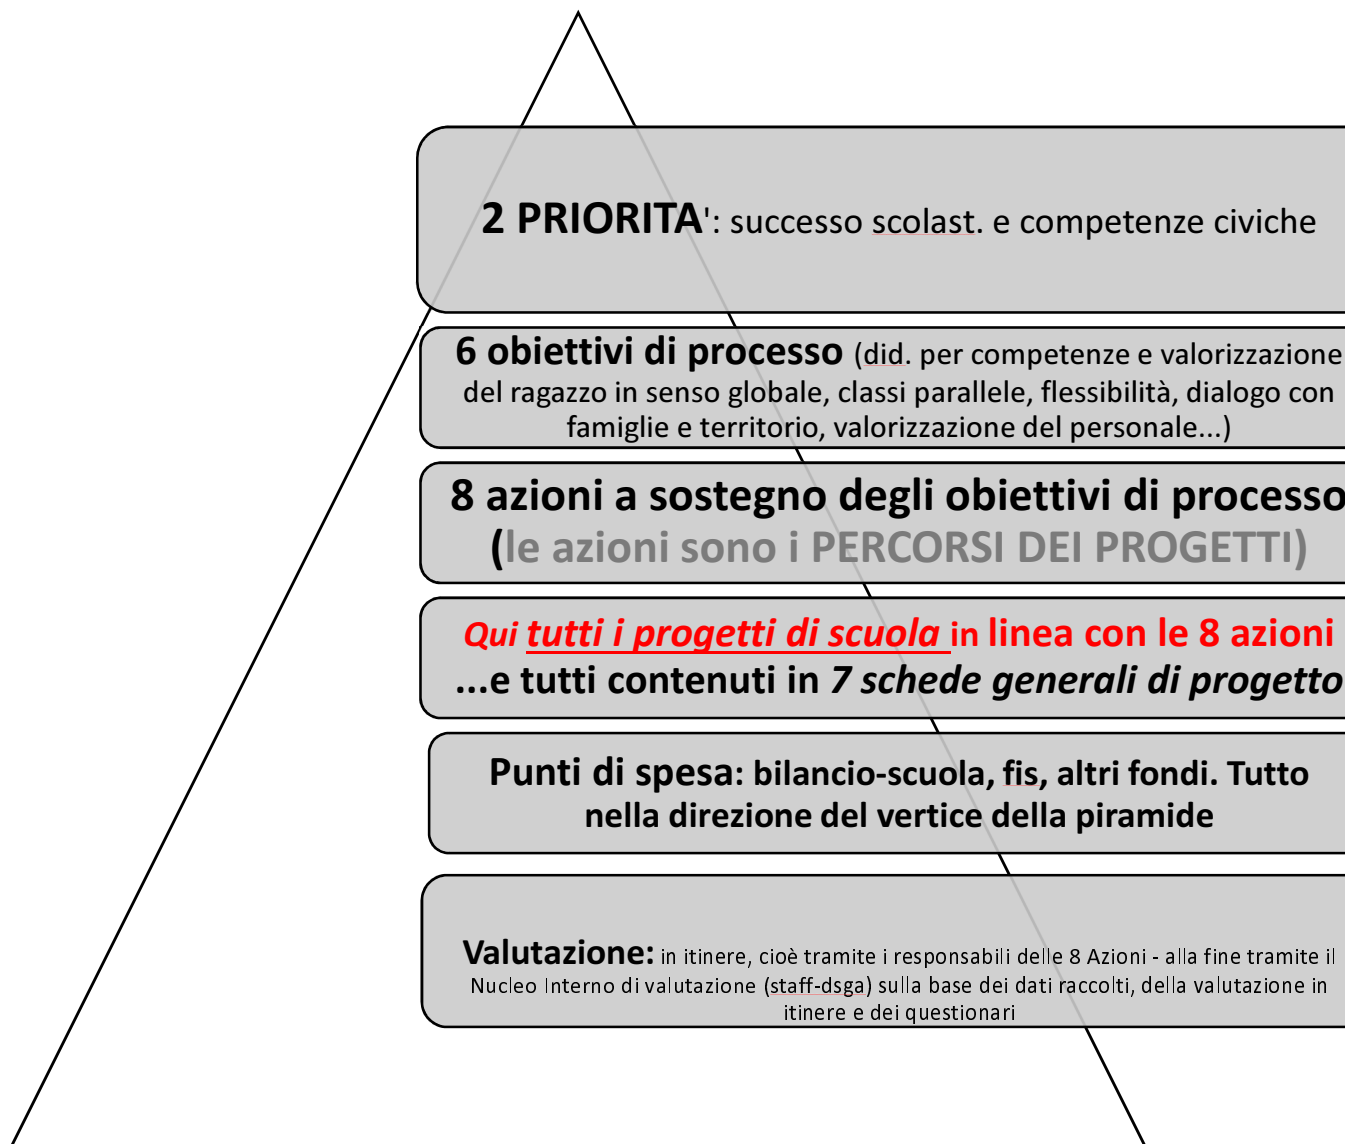 2 PRIORITA': successo scolast. e competenze civiche
6 obiettivi di processo (did. per competenze e valorizzazione
del ragazzo in senso globale, classi parallele, flessibilità, dialogo con
famiglie e territorio, valorizzazione del personale...)
8 azioni a sostegno degli obiettivi di processo
(le azioni sono i PERCORSI DEI PROGETTI)
Qui tutti i progetti di scuola in linea con le 8 azioni
...e tutti contenuti in 7 schede generali di progetto
Punti di spesa: bilancio-scuola, fis, altri fondi. Tutto
nella direzione del vertice della piramide
Valutazione: in itinere, cioè tramite i responsabili delle 8 Azioni - alla fine tramite il
Nucleo Interno di valutazione (staff-dsga) sulla base dei dati raccolti, della valutazione in
itinere e dei questionari